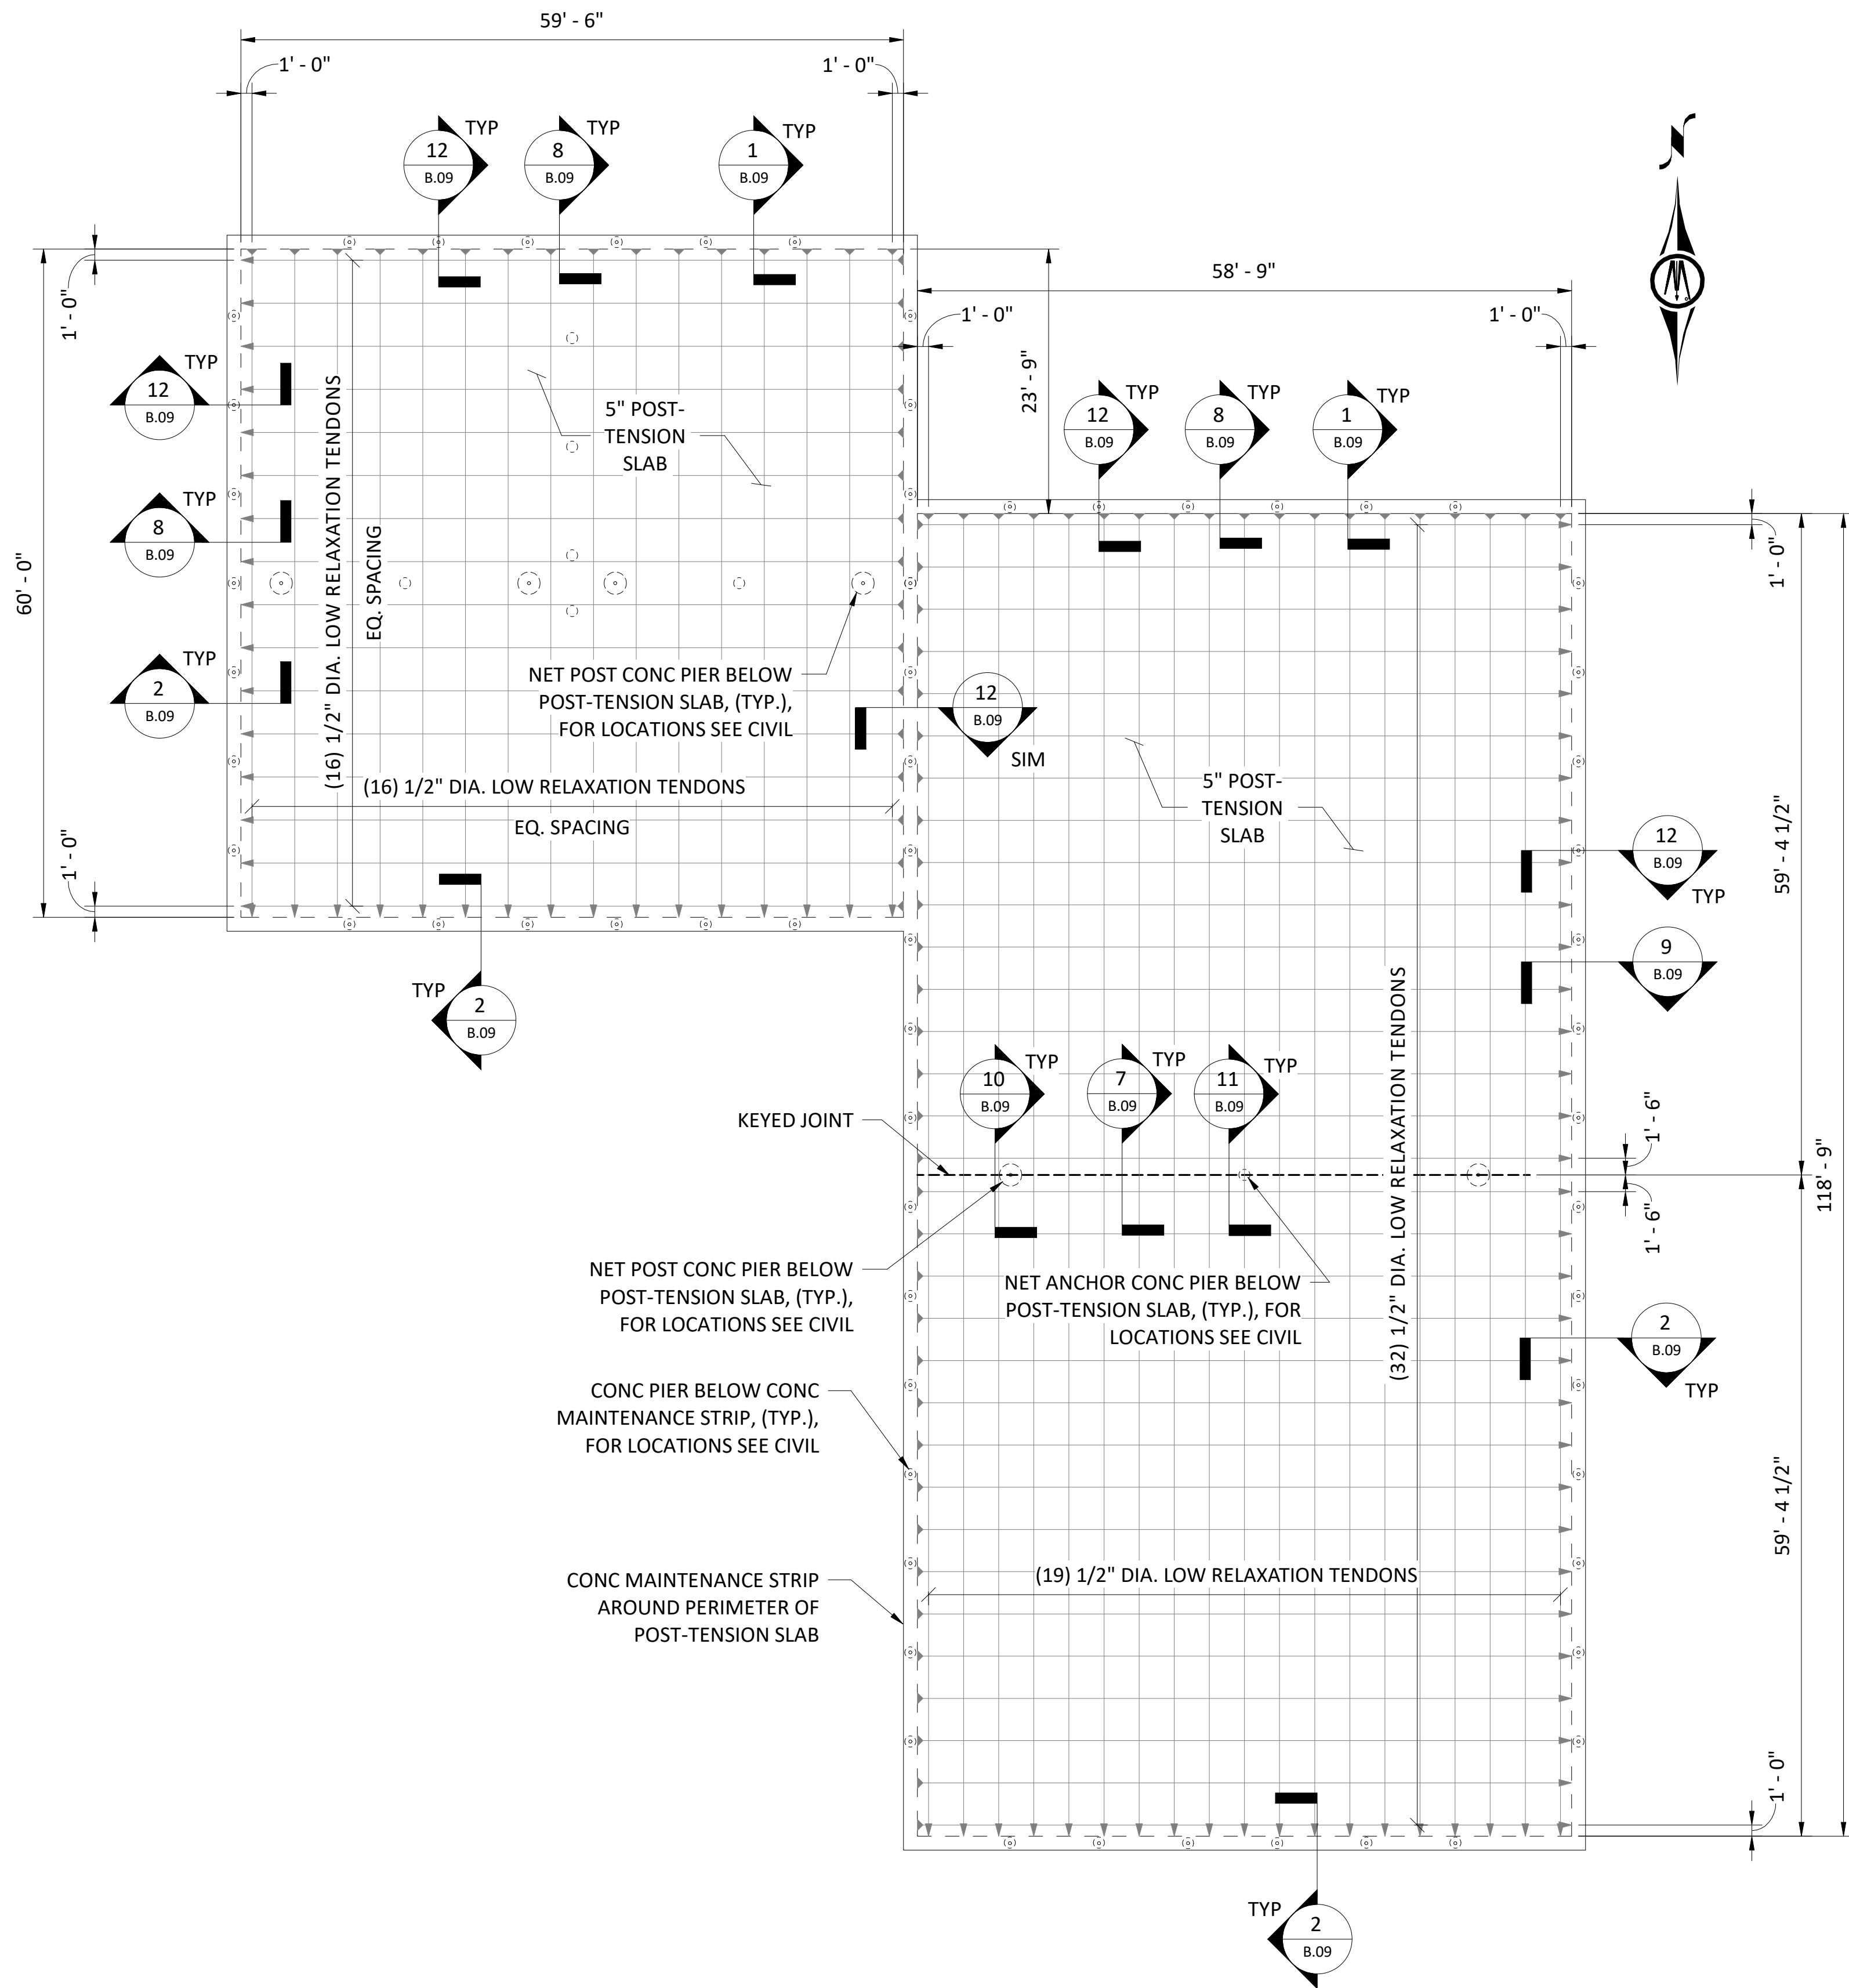 59' - 6"
1' - 0"
1' - 0"
12
B.09
TYP
8
B.09
TYP
1
B.09
TYP
N
60' - 0"
1' - 0"
1' - 0"
12
B.09
TYP
8
B.09
TYP
2
B.09
TYP
(16) 1/2" DIA. LOW RELAXATION TENDONS
EQ. SPACING
5" POST-
TENSION
SLAB
NET POST CONC PIER BELOW
POST-TENSION SLAB, (TYP.),
FOR LOCATIONS SEE CIVIL
(16) 1/2" DIA. LOW RELAXATION TENDONS
EQ. SPACING
TYP
2
B.09
23' - 9"
58' - 9"
1' - 0"
1' - 0"
12
B.09
TYP
8
B.09
TYP
1
B.09
TYP
12
B.09
SIM
5" POST-
TENSION
SLAB
1' - 0"
59' - 4 1/2"
12
B.09
TYP
9
B.09
(32) 1/2" DIA. LOW RELAXATION TENDONS
10
B.09
TYP
7
B.09
TYP
11
B.09
TYP
KEYED JOINT
1' - 6"
1' - 6"
118' - 9"
NET POST CONC PIER BELOW
POST-TENSION SLAB, (TYP.),
FOR LOCATIONS SEE CIVIL
NET ANCHOR CONC PIER BELOW
POST-TENSION SLAB, (TYP.), FOR
LOCATIONS SEE CIVIL
2
B.09
TYP
CONC PIER BELOW CONC
MAINTENANCE STRIP, (TYP.),
FOR LOCATIONS SEE CIVIL
59' - 4 1/2"
CONC MAINTENANCE STRIP
AROUND PERIMETER OF
POST-TENSION SLAB
(19) 1/2" DIA. LOW RELAXATION TENDONS
1' - 0"
TYP
2
B.09